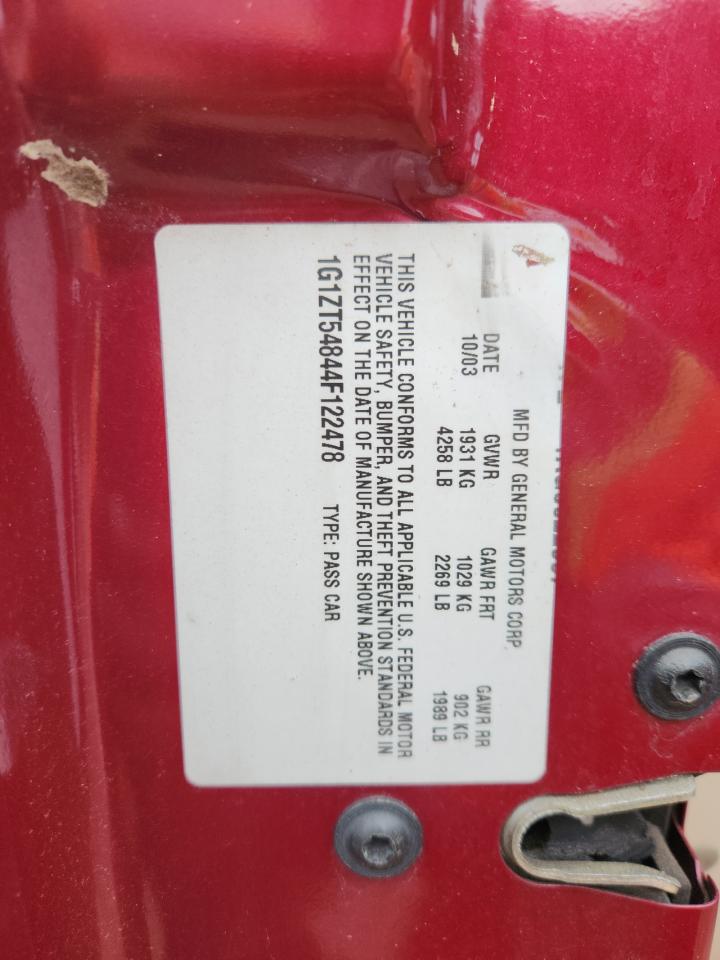 MFD BY GENERAL MOTORS CORP
DATE GVWR GAWR FRT GAWR RR
10/03 1931 KG 1029 KG 902 KG
4258 LB 2269 LB 1989 LB
THIS VEHICLE CONFORMS TO ALL APPLICABLE U.S. FEDERAL MOTOR
VEHICLE SAFETY, BUMPER, AND THEFT PREVENTION STANDARDS IN
EFFECT ON THE DATE OF MANUFACTURE SHOWN ABOVE.
1G1ZT54844F122478 TYPE: PASS CAR